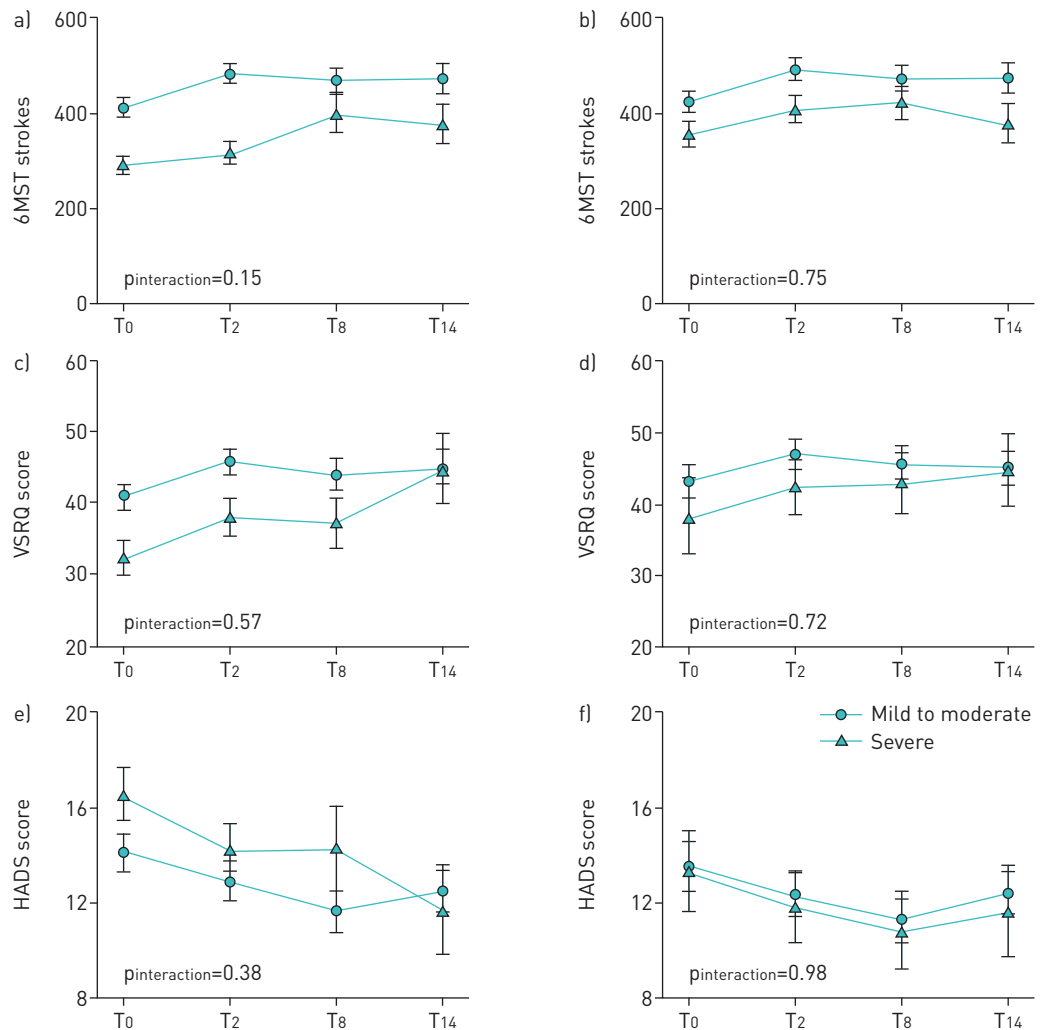 a)
600
400
200
0
6MST strokes
pinteraction=0.15
T0 T2 T8 T14
b)
600
400
200
0
6MST strokes
pinteraction=0.75
T0 T2 T8 T14
c)
60
50
40
30
20
VSRQ score
pinteraction=0.57
T0 T2 T8 T14
d)
60
50
40
30
20
VSRQ score
pinteraction=0.72
T0 T2 T8 T14
e)
20
16
12
8
HADS score
pinteraction=0.38
T0 T2 T8 T14
f)
20
16
12
8
HADS score
Mild to moderate
Severe
pinteraction=0.98
T0 T2 T8 T14